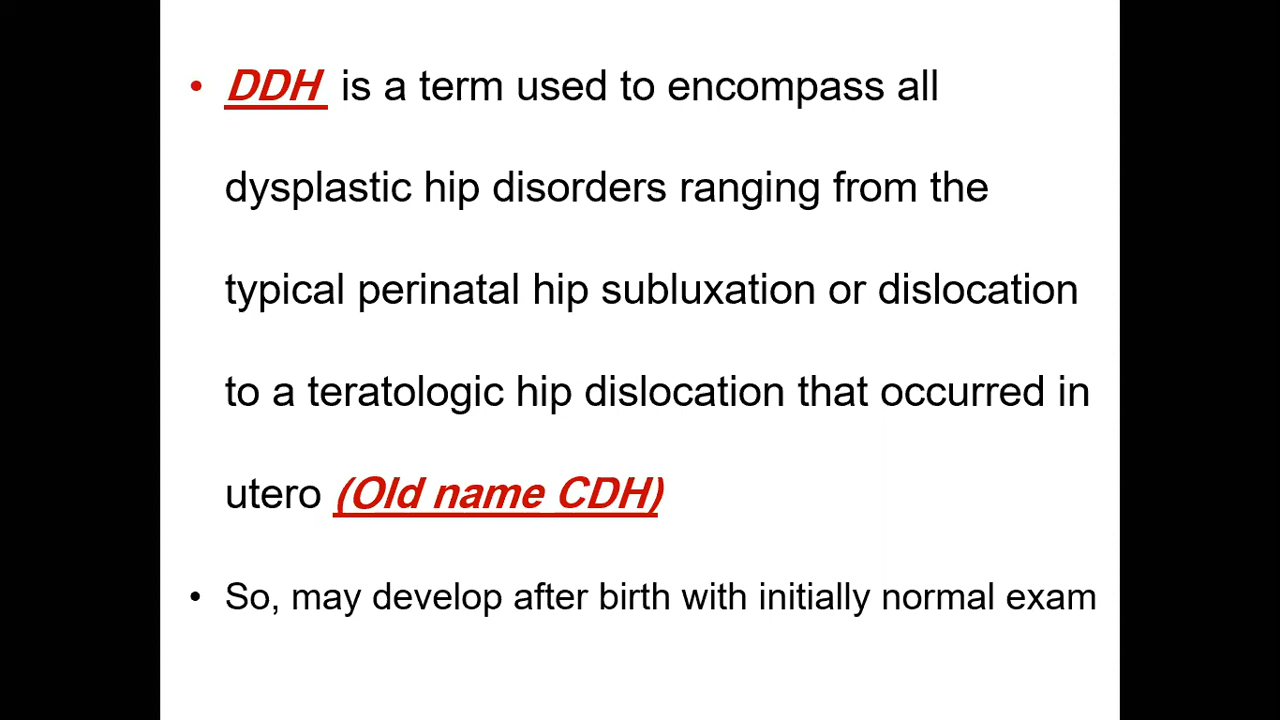 • DDH is a term used to encompass all
dysplastic hip disorders ranging from the
typical perinatal hip subluxation or dislocation
to a teratologic hip dislocation that occurred in
utero (Old name CDH)
• So, may develop after birth with initially normal exam